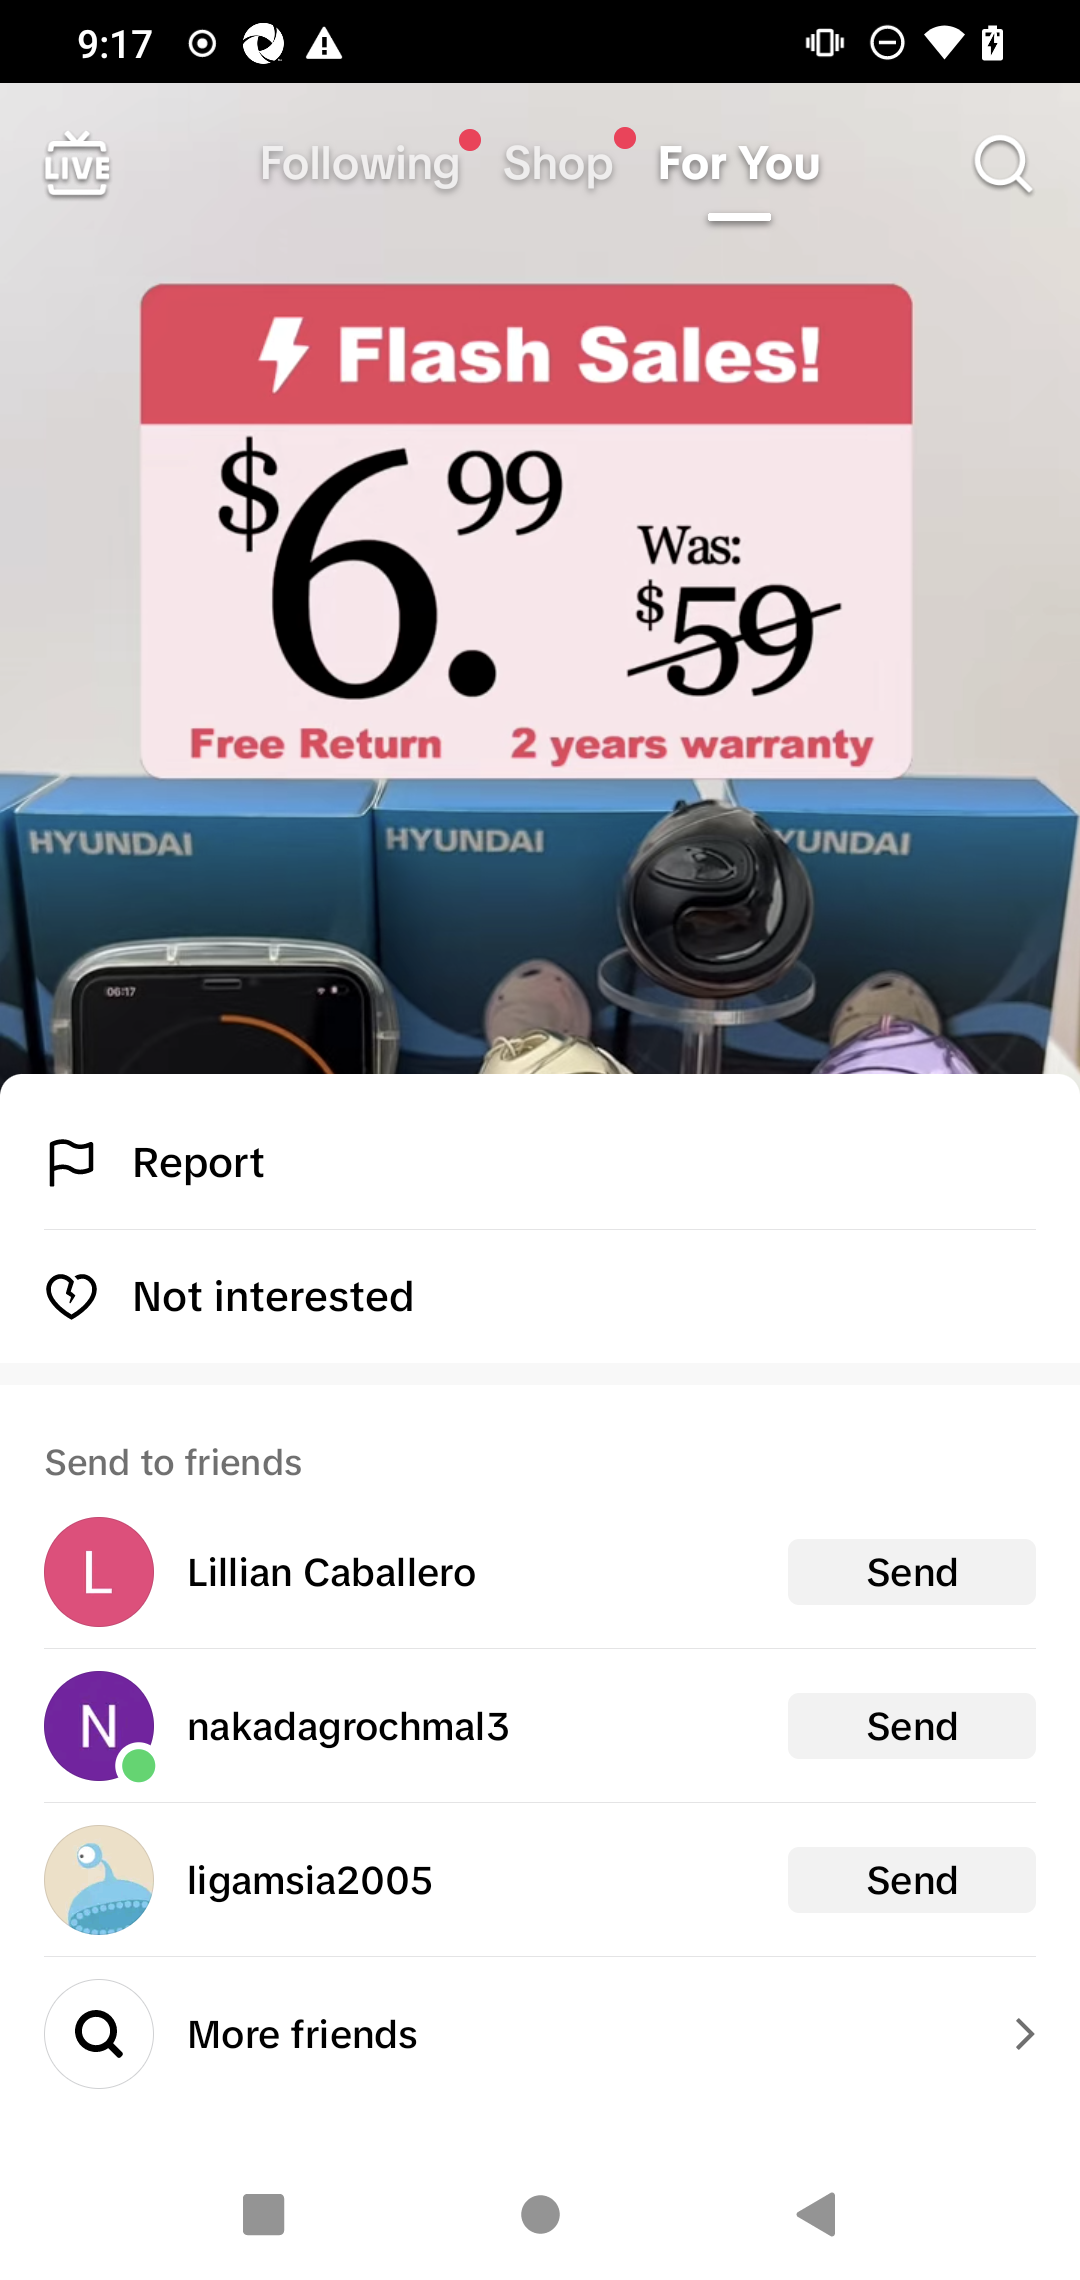 9:17
LIVE
Following Shop For You
Flash Sales!
$6.99
Was:
$59
Free Return 2 years warranty
HYUNDAI HYUNDAI YUNDAI
06:17
Report
Not interested
Send to friends
L Lillian Caballero Send
N nakadagrochmal3 Send
ligamsia2005 Send
More friends